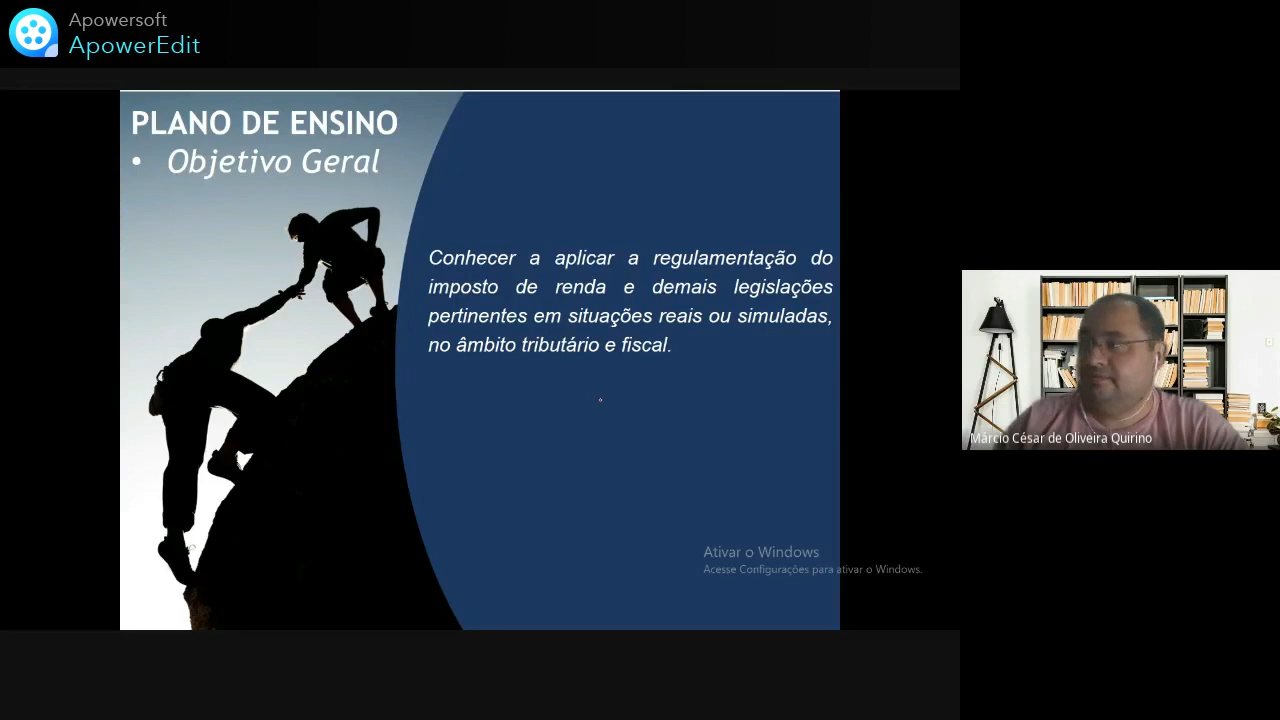 Apowersoft
ApowerEdit
PLANO DE ENSINO
• Objetivo Geral
Conhecer a aplicar a regulamentação do
imposto de renda e demais legislações
pertinentes em situações reais ou simuladas,
no âmbito tributário e fiscal.
Márcio César de Oliveira Quirino
Ativar o Windows
Acesse Configurações para ativar o Windows.